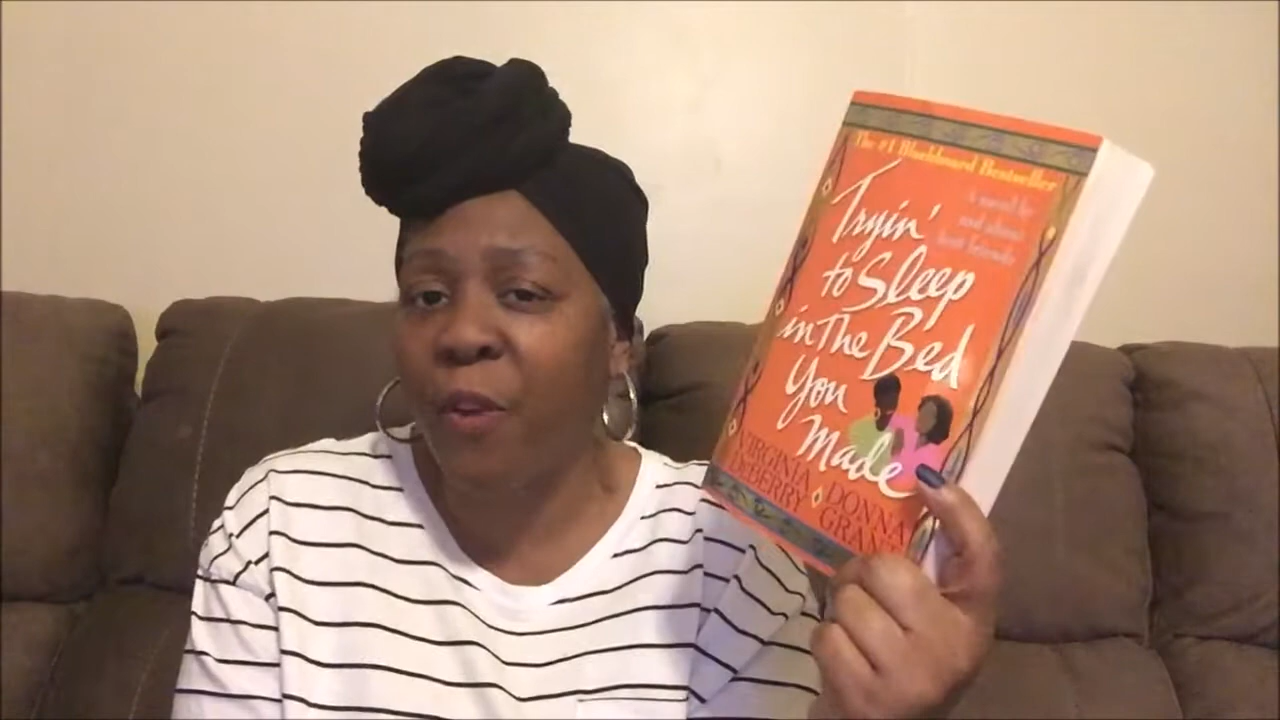 The #1 Blackboard Bestseller
A novel by
and about
best friends
Tryin'
to Sleep
in the Bed
You
Made
VIRGINIA
DEBERRY
DONNA
GRANT